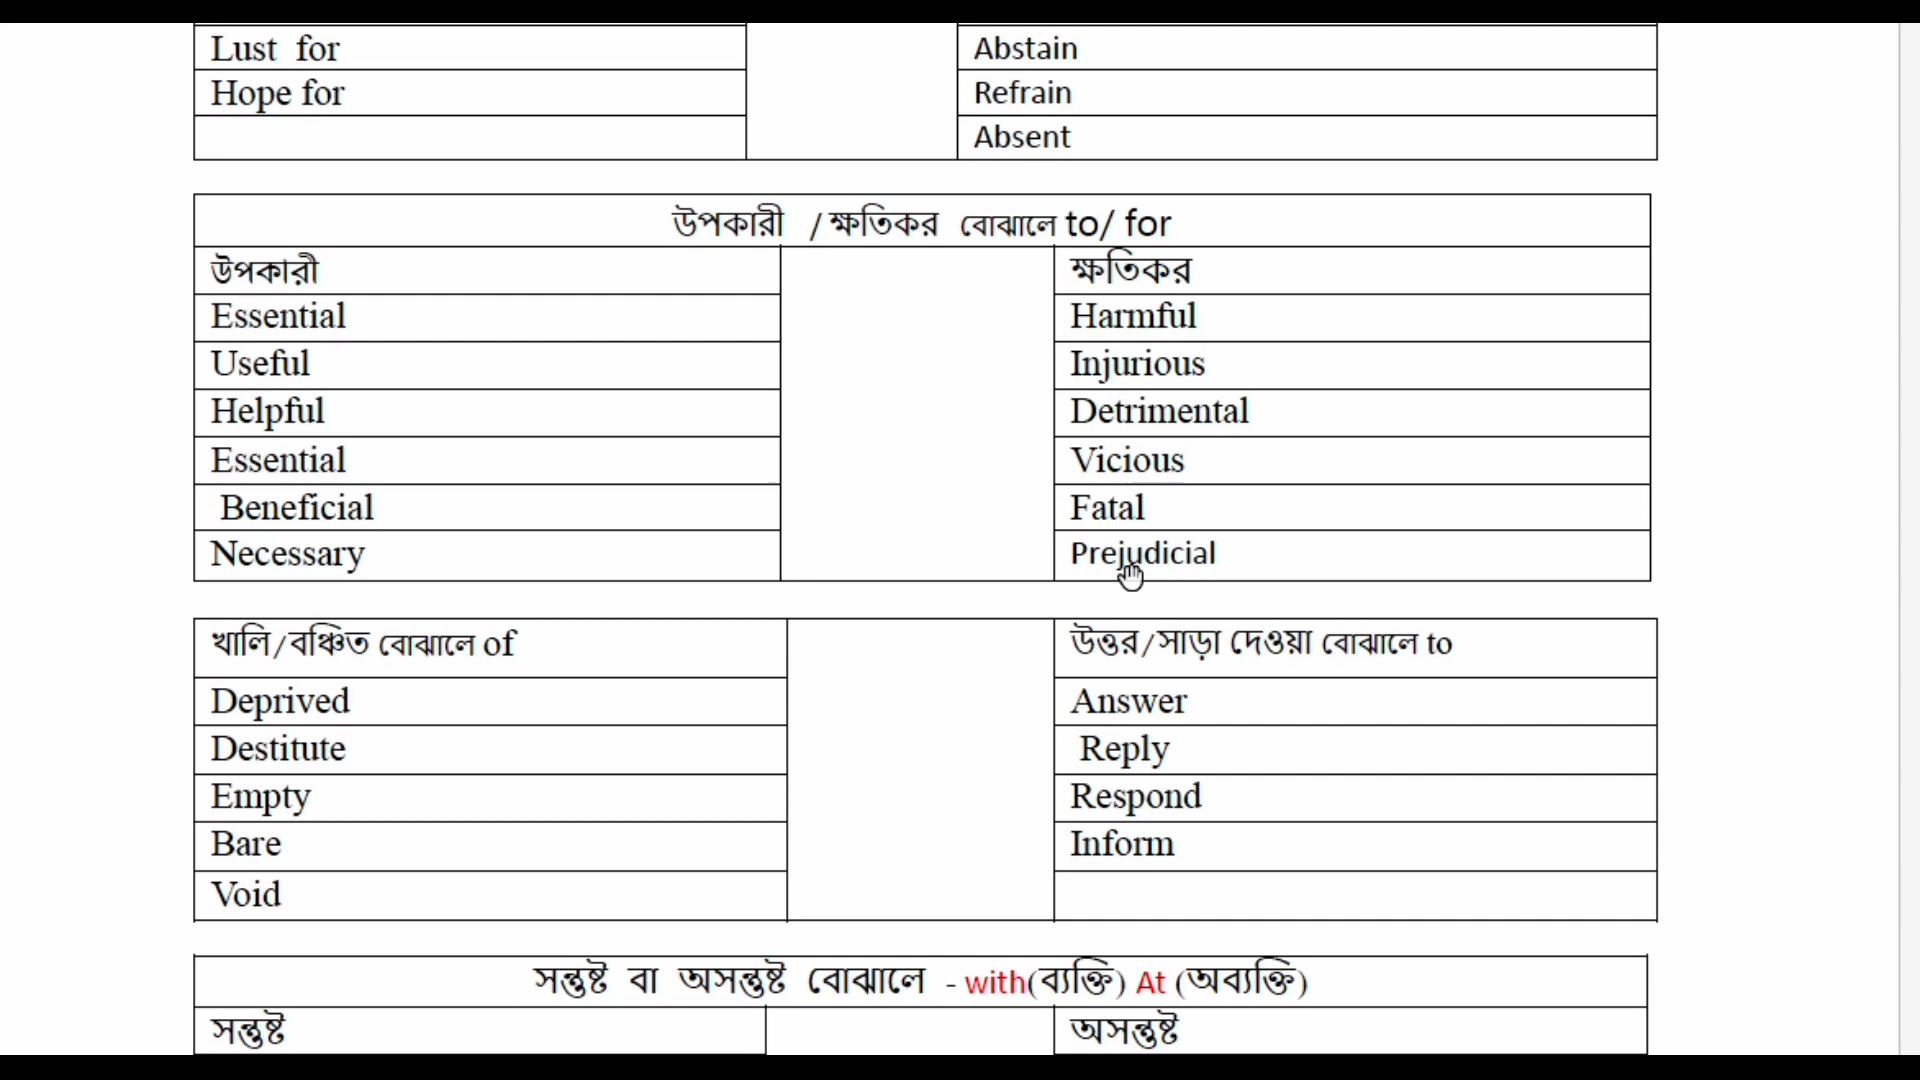 Lust for
Abstain
Hope for
Refrain
Absent
উপকারী / ক্ষতিকর বোঝালে to/ for
উপকারী
ক্ষতিকর
Essential
Harmful
Useful
Injurious
Helpful
Detrimental
Essential
Vicious
Beneficial
Fatal
Necessary
Prejudicial
খালি/বঞ্চিত বোঝালে of
উত্তর/সাড়া দেওয়া বোঝালে to
Deprived
Answer
Destitute
Reply
Empty
Respond
Bare
Inform
Void
সন্তুষ্ট বা অসন্তুষ্ট বোঝালে - with(ব্যক্তি) At (অব্যক্তি)
সন্তুষ্ট
অসন্তুষ্ট